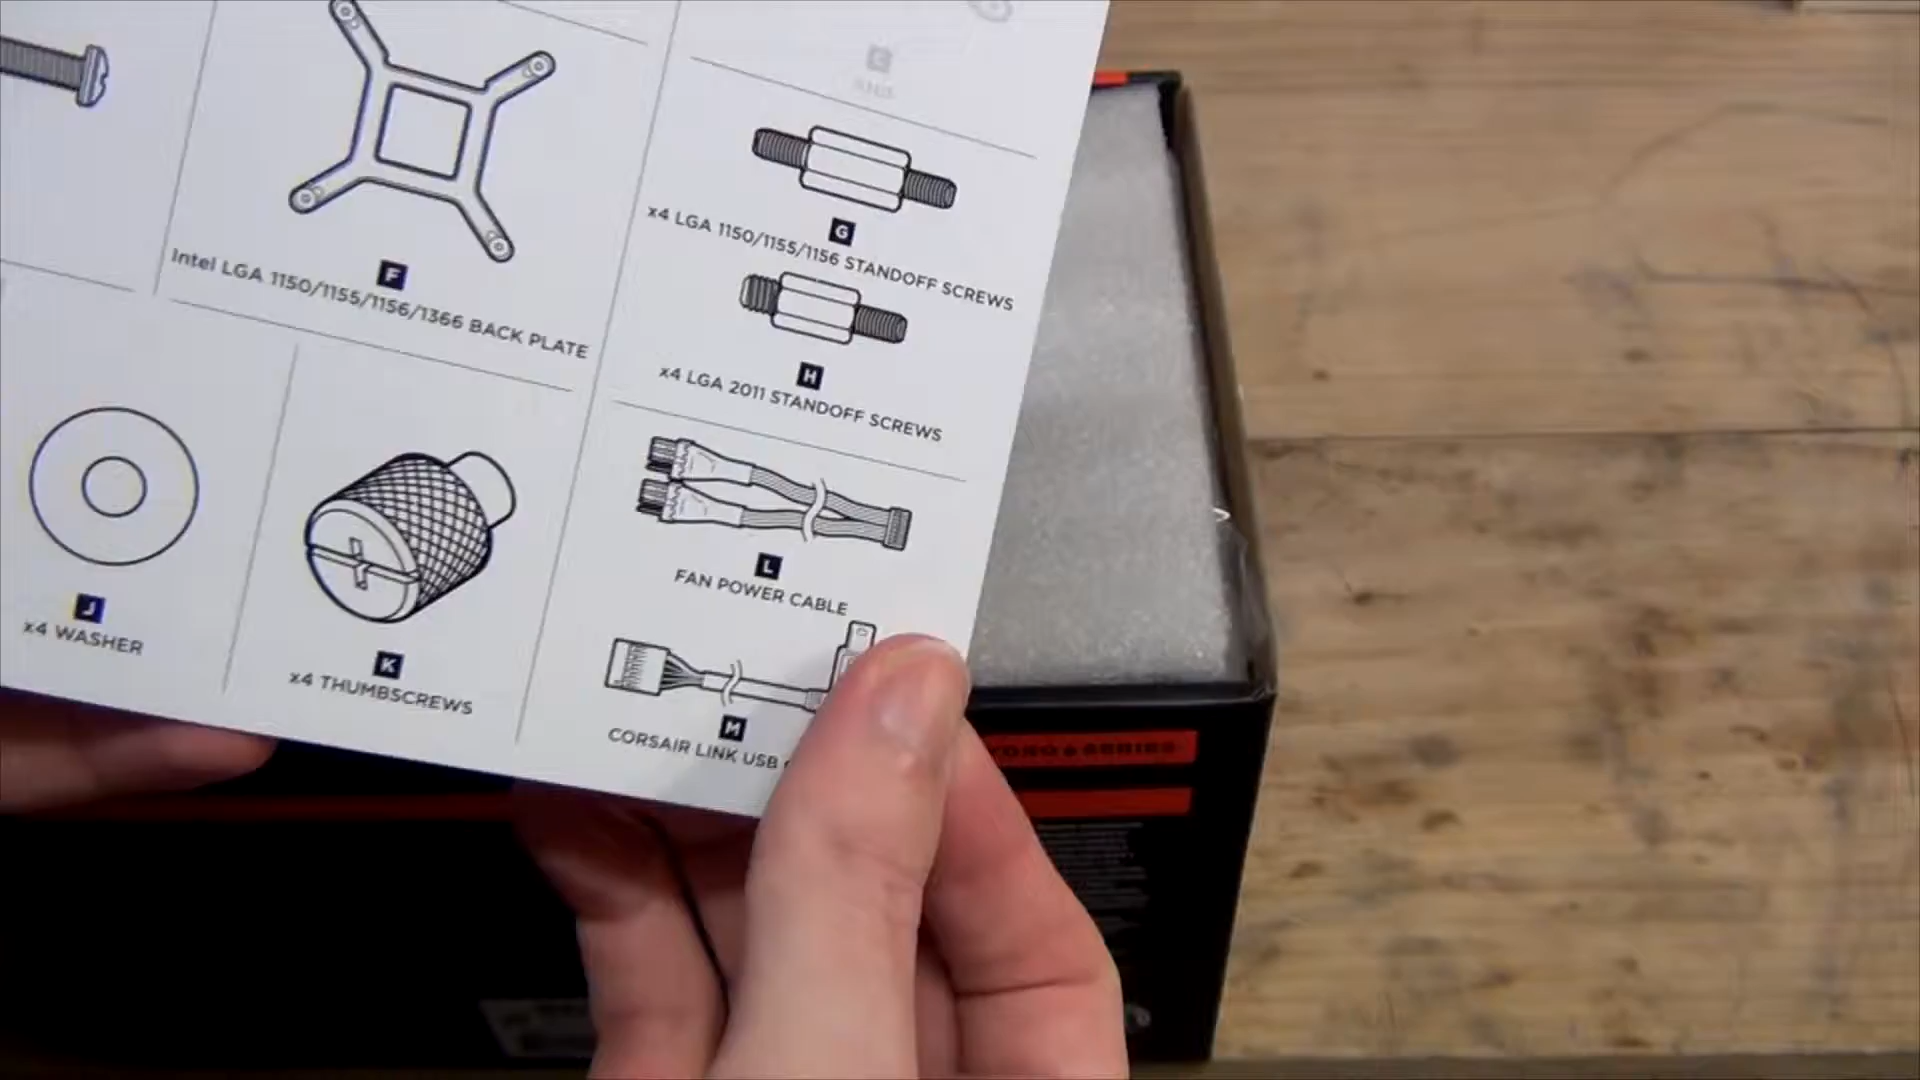 G
x4 LGA 1150/1155/1156 STANDOFF SCREWS
F
Intel LGA 1150/1155/1156/1366 BACK PLATE
H
x4 LGA 2011 STANDOFF SCREWS
J
x4 WASHER
K
x4 THUMBSCREWS
L
FAN POWER CABLE
M
CORSAIR LINK USB
SERIES